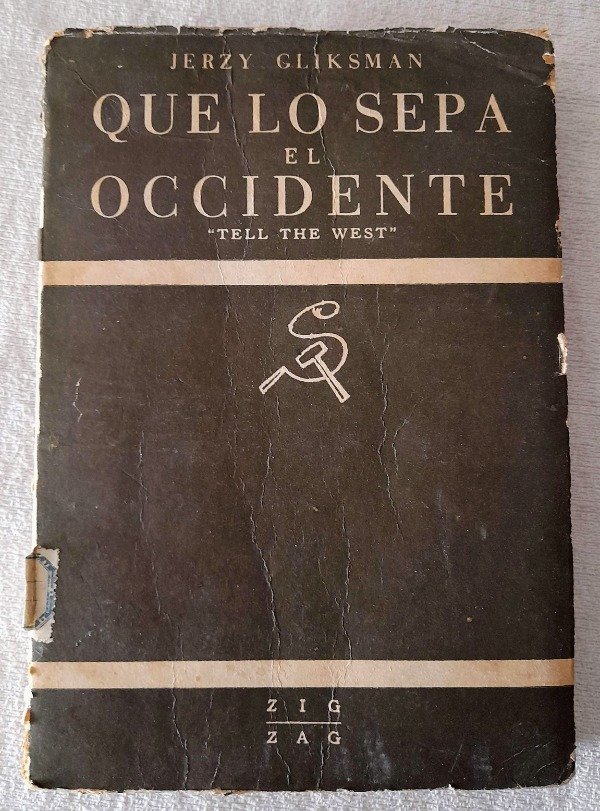 JERZY GLIKSMAN
QUE LO SEPA
EL
OCCIDENTE
“TELL THE WEST”
ZIG
ZAG